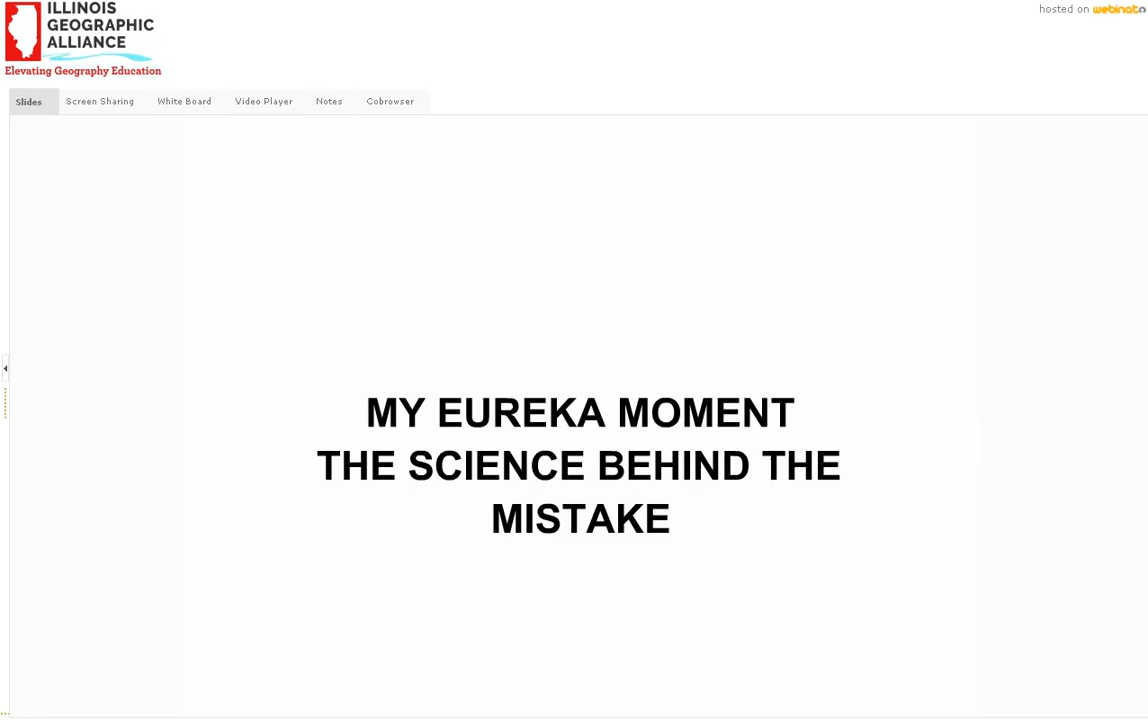 ILLINOIS
GEOGRAPHIC
ALLIANCE
Elevating Geography Education
hosted on webinato
Slides
Screen Sharing
White Board
Video Player
Notes
Cobrowser
MY EUREKA MOMENT
THE SCIENCE BEHIND THE
MISTAKE